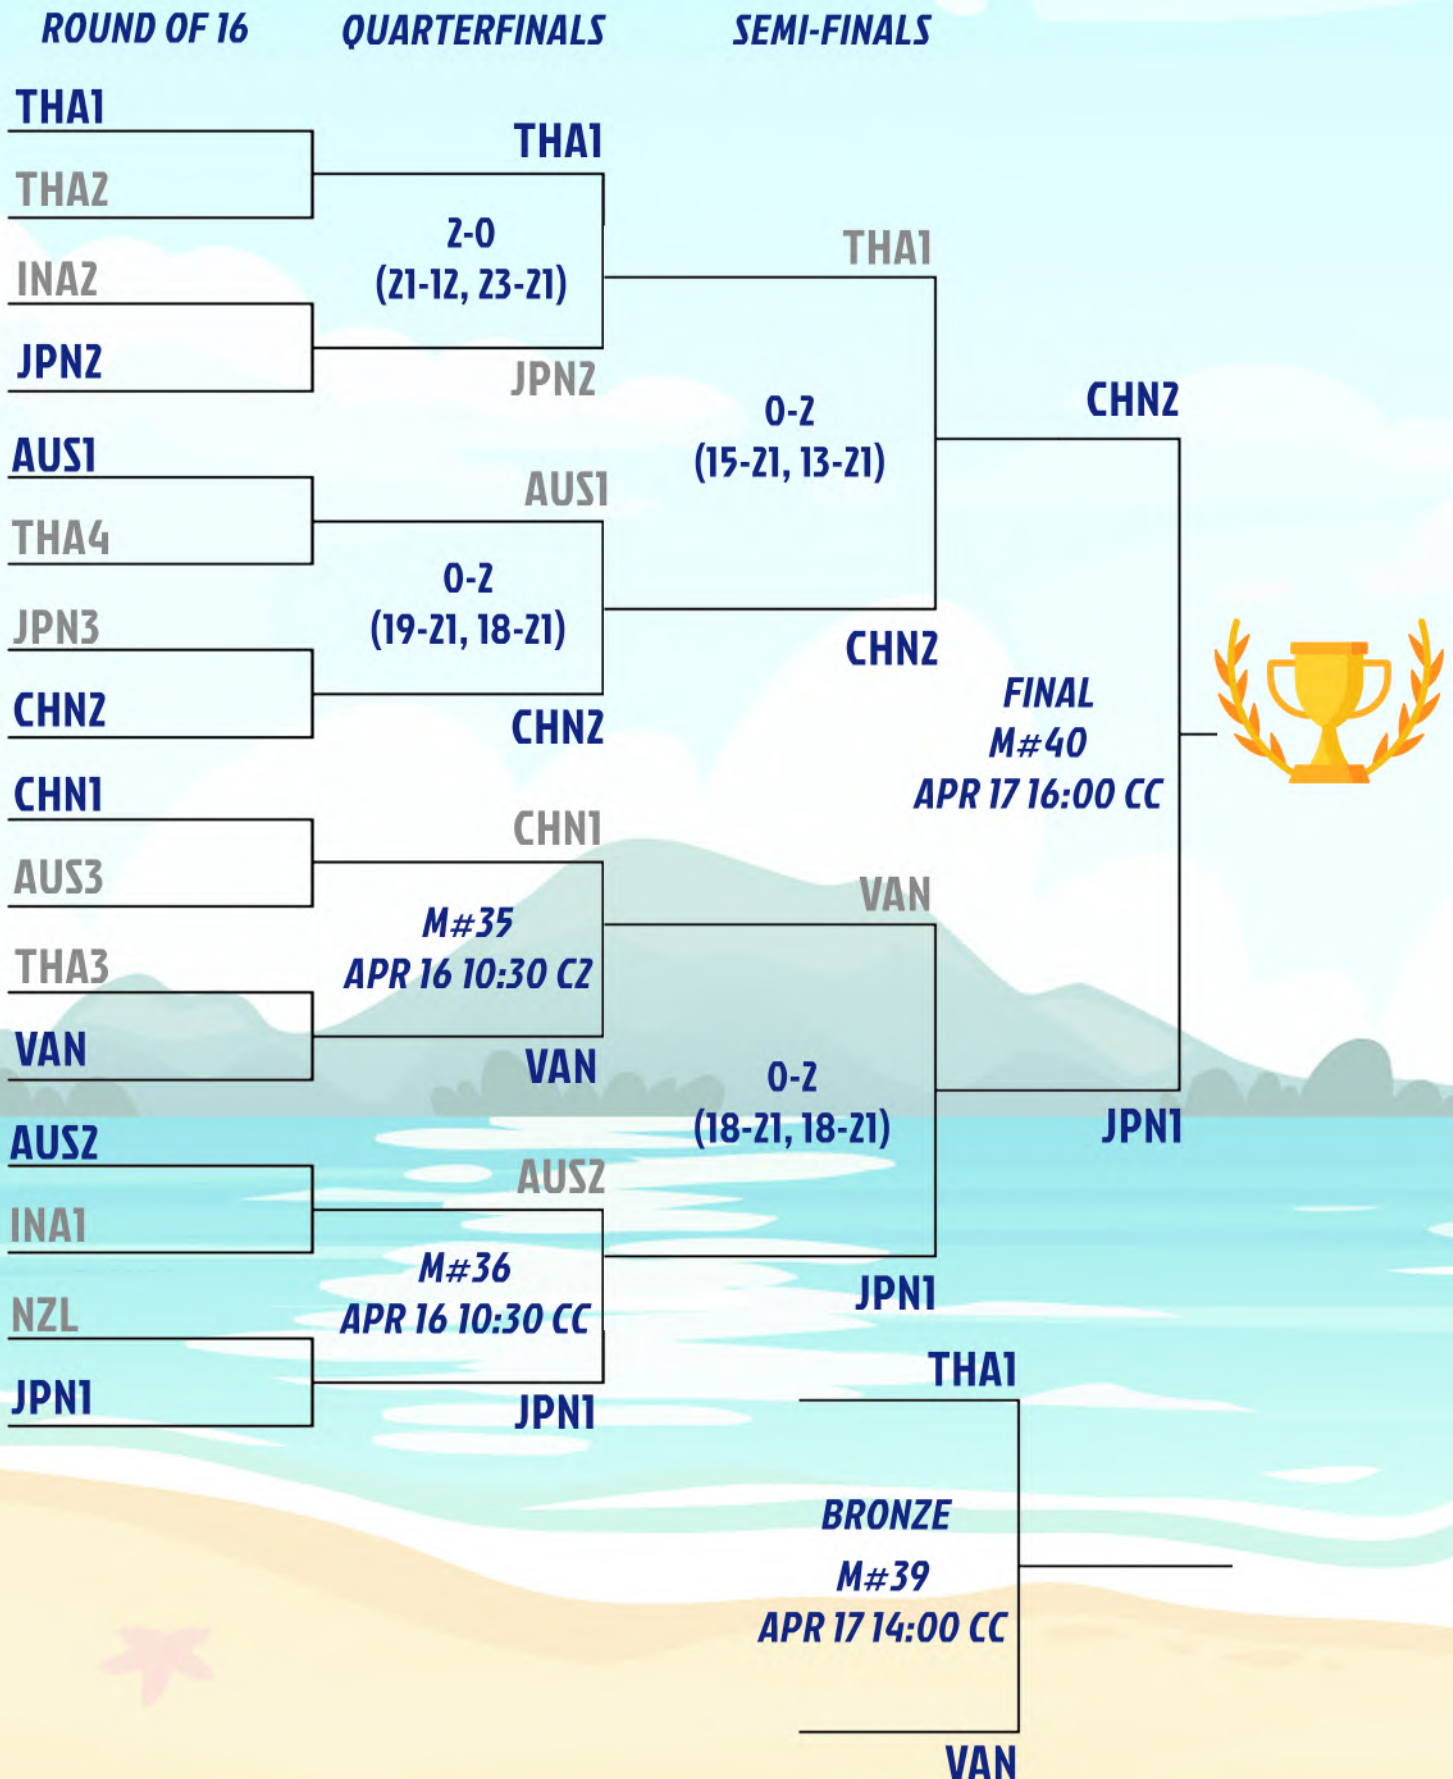 ROUND OF 16
QUARTERFINALS
SEMI-FINALS
THA1
THA2
INA2
JPN2
AUS1
THA4
JPN3
CHN2
CHN1
AUS3
THA3
VAN
AUS2
INA1
NZL
JPN1
THA1
2-0
(21-12, 23-21)
JPN2
AUS1
0-2
(19-21, 18-21)
CHN2
CHN1
M#35
APR 16 10:30 C2
VAN
AUS2
M#36
APR 16 10:30 CC
JPN1
THA1
0-2
(15-21, 13-21)
CHN2
VAN
0-2
(18-21, 18-21)
JPN1
CHN2
FINAL
M#40
APR 17 16:00 CC
JPN1
THA1
BRONZE
M#39
APR 17 14:00 CC
VAN